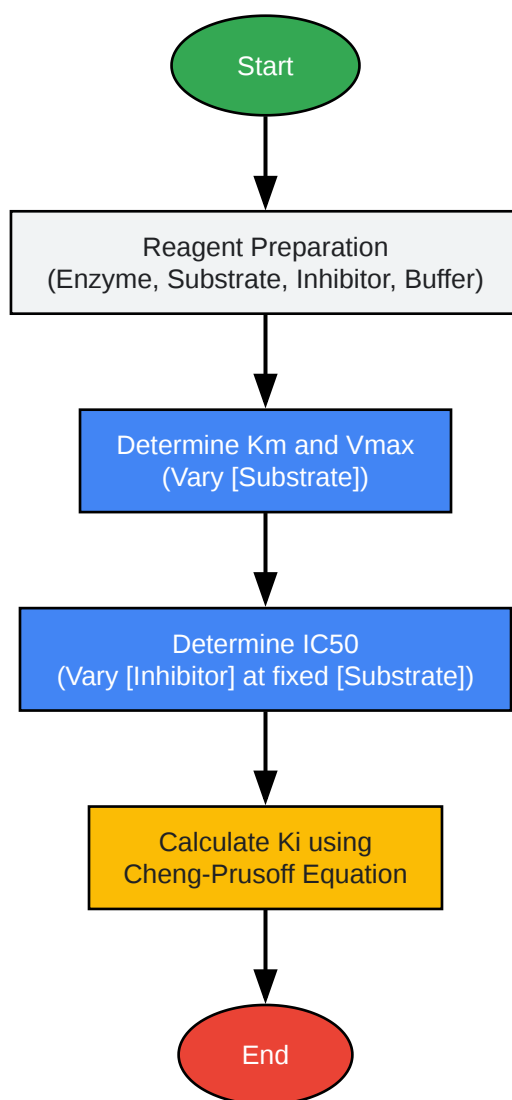 Start
Reagent Preparation
(Enzyme, Substrate, Inhibitor, Buffer)
Determine Km and Vmax
(Vary [Substrate])
Determine IC50
(Vary [Inhibitor] at fixed [Substrate])
Calculate Ki using
Cheng-Prusoff Equation
End